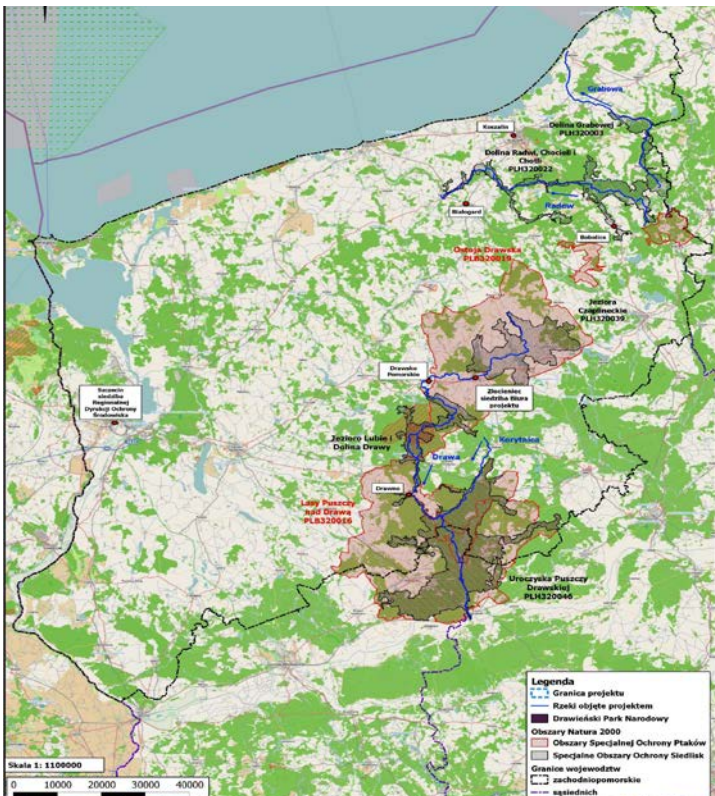 Grabowa
Dolina Grabowej
PLH320003
Koszalin
Dolina Radwi, Chocieli i
Chotli
PLH320022
Radew
Białogard
Bobolice
Ostoja Drawska
PLB320019
Jeziora
Czaplineckie
PLH320039
Drawsko
Pomorskie
Złocieniec
siedziba Biura
projektu
Szczecin
siedziba
Regionalnej
Dyrekcji Ochrony
Środowiska
Jezioro Lubie i
Dolina Drawy
Korytnica
Drawa
Drawno
Lasy Puszczy
nad Drawą
PLB320016
Uroczyska Puszczy
Drawskiej
PLH320046
Legenda
Granica projektu
Rzeki objęte projektem
Drawieński Park Narodowy
Obszary Natura 2000
Obszary Specjalnej Ochrony Ptaków
Specjalne Obszary Ochrony Siedlisk
Granice województw
zachodniopomorskie
sąsiednich
Skala 1: 1100000
0 10000 20000 30000 40000